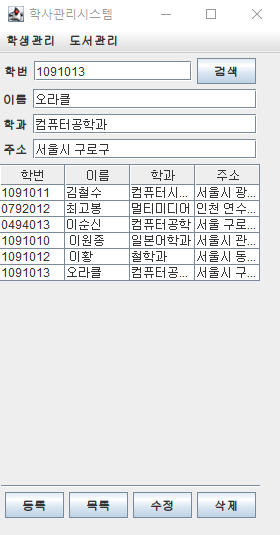 학사관리시스템
학생관리 도서관리
학번 1091013 검색
이름 오라클
학과 컴퓨터공학과
주소 서울시 구로구
학번 이름 학과 주소
1091011 김철수 컴퓨터시... 서울시 광...
0792012 최고봉 멀티미디어 인천 연수...
0494013 이순신 컴퓨터공학 서울 구로...
1091010 이원종 일본어학과 서울시 관...
1091012 이황 철학과 서울시 동...
1091013 오라클 컴퓨터공... 서울시 구...
등록 목록 수정 삭제